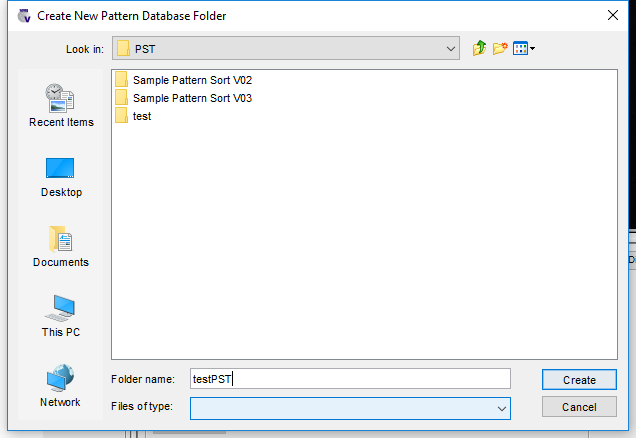 Create New Pattern Database Folder
Look in: PST
Sample Pattern Sort V02
Sample Pattern Sort V03
test
Recent Items
Desktop
Documents
This PC
Network
Folder name: testPST
Create
Files of type:
Cancel